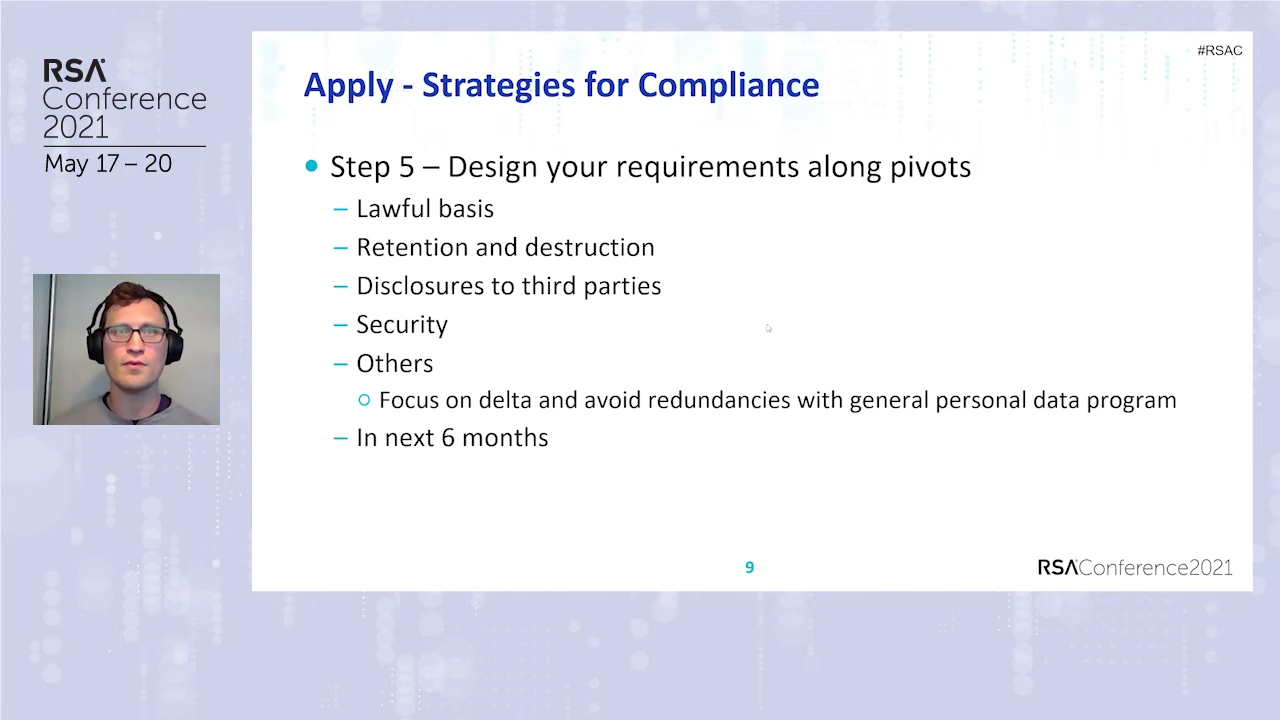 RSA
Conference
2021
May 17 – 20
#RSAC
Apply - Strategies for Compliance
Step 5 – Design your requirements along pivots
– Lawful basis
– Retention and destruction
– Disclosures to third parties
– Security
– Others
Focus on delta and avoid redundancies with general personal data program
– In next 6 months
9
RSAConference2021